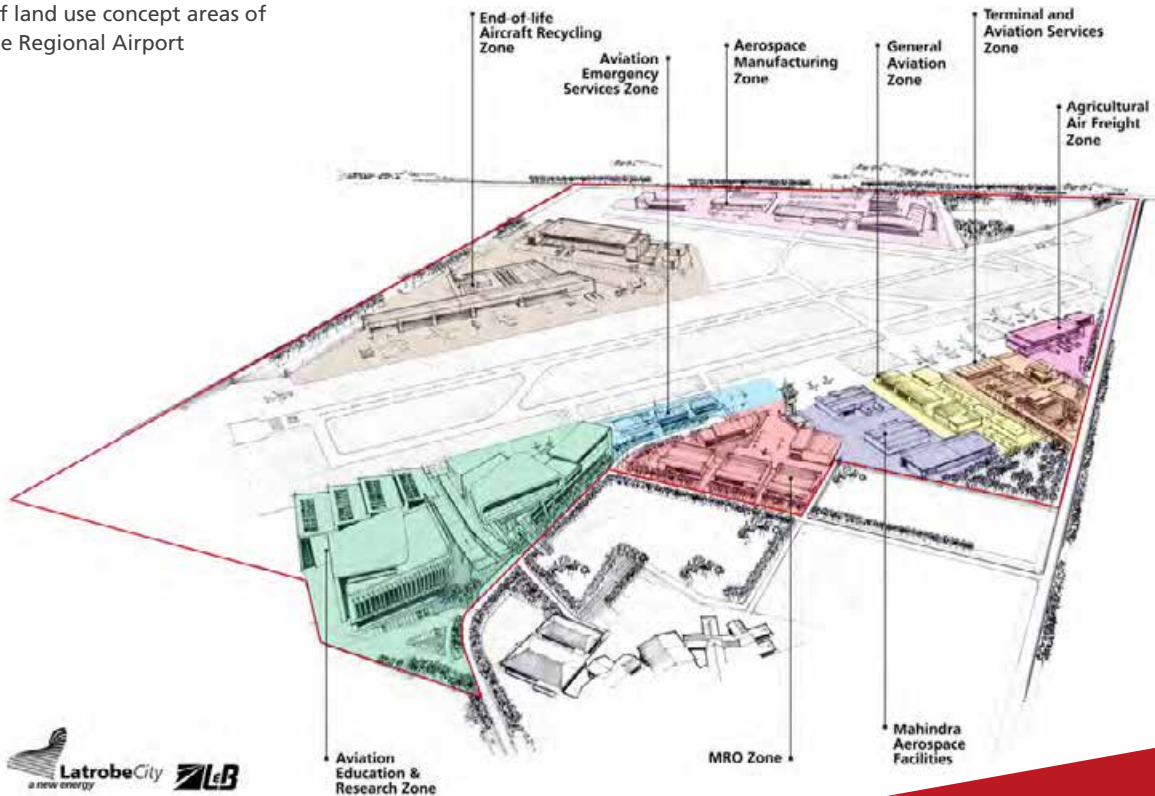 f land use concept areas of
e Regional Airport
End-of-life
Aircraft Recycling
Zone
Aviation
Emergency
Services Zone
Aerospace
Manufacturing
Zone
General
Aviation
Zone
Terminal and
Aviation Services
Zone
Agricultural
Air Freight
Zone
Aviation
Education &
Research Zone
MRO Zone
Mahindra
Aerospace
Facilities
LatrobeCity
a new energy
L&B